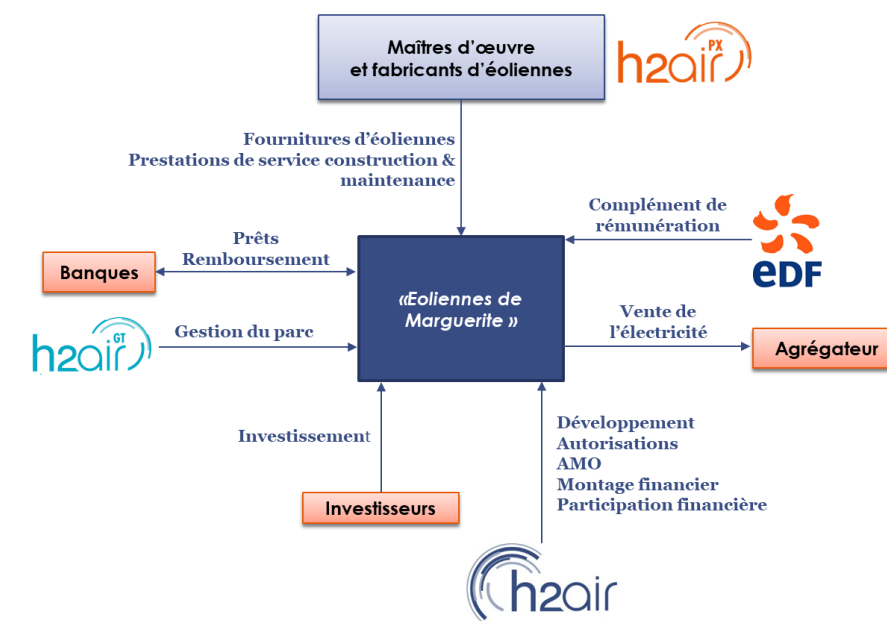 Maîtres d’œuvre
et fabricants d’éoliennes
h2air PX
Fournitures d’éoliennes
Prestations de service construction &
maintenance
Complément de
rémunération
eDF
Prêts
Remboursement
Banques
«Eoliennes de
Marguerite »
Vente de
l’électricité
Agrégateur
h2air GT
Gestion du parc
Investissement
Investisseurs
Développement
Autorisations
AMO
Montage financier
Participation financière
h2air